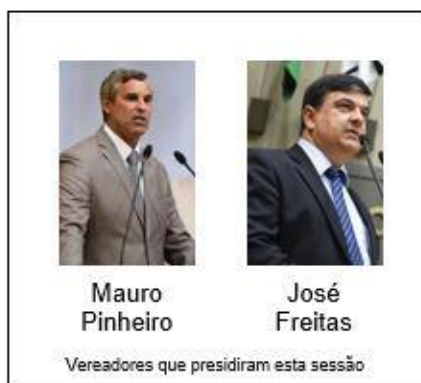 Mauro
Pinheiro
José
Freitas
Vereadores que presidiram esta sessão